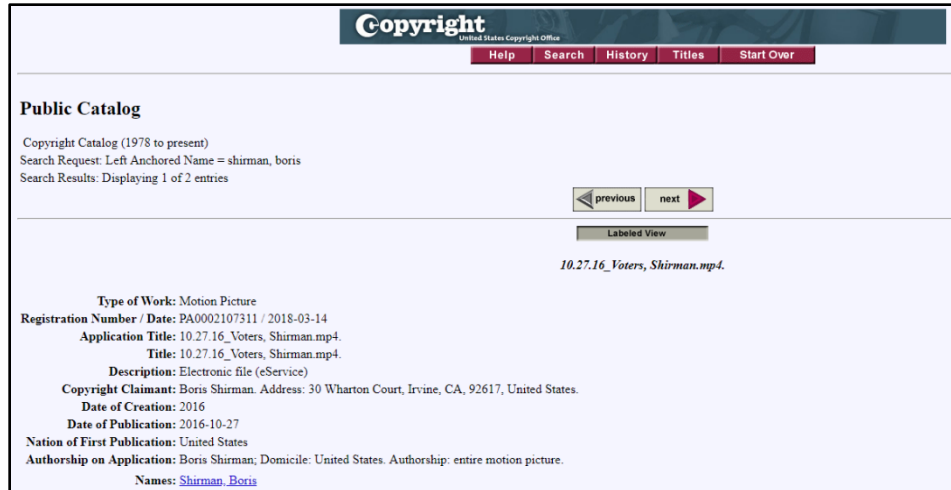 Copyright
United States Copyright Office
Help Search History Titles Start Over
Public Catalog
Copyright Catalog (1978 to present)
Search Request: Left Anchored Name = shirman, boris
Search Results: Displaying 1 of 2 entries
previous next
Labeled View
10.27.16_Voters, Shirman.mp4.
Type of Work: Motion Picture
Registration Number / Date: PA0002107311 / 2018-03-14
Application Title: 10.27.16_Voters, Shirman.mp4.
Title: 10.27.16_Voters, Shirman.mp4.
Description: Electronic file (eService)
Copyright Claimant: Boris Shirman. Address: 30 Wharton Court, Irvine, CA, 92617, United States.
Date of Creation: 2016
Date of Publication: 2016-10-27
Nation of First Publication: United States
Authorship on Application: Boris Shirman; Domicile: United States. Authorship: entire motion picture.
Names: Shirman, Boris